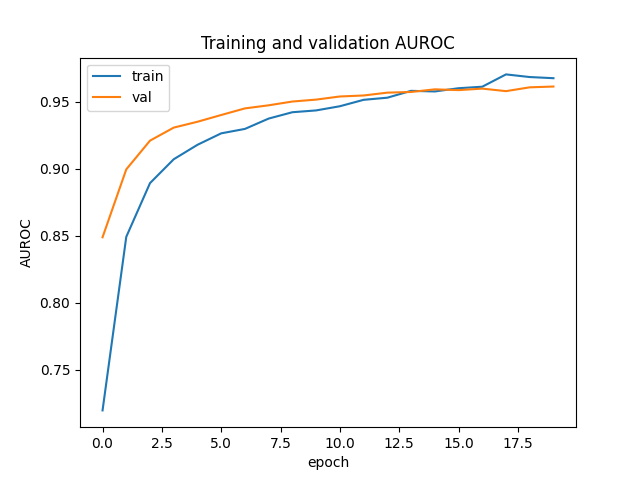 Training and validation AUROC
train
val
AUROC
0.95
0.90
0.85
0.80
0.75
0.0 2.5 5.0 7.5 10.0 12.5 15.0 17.5
epoch